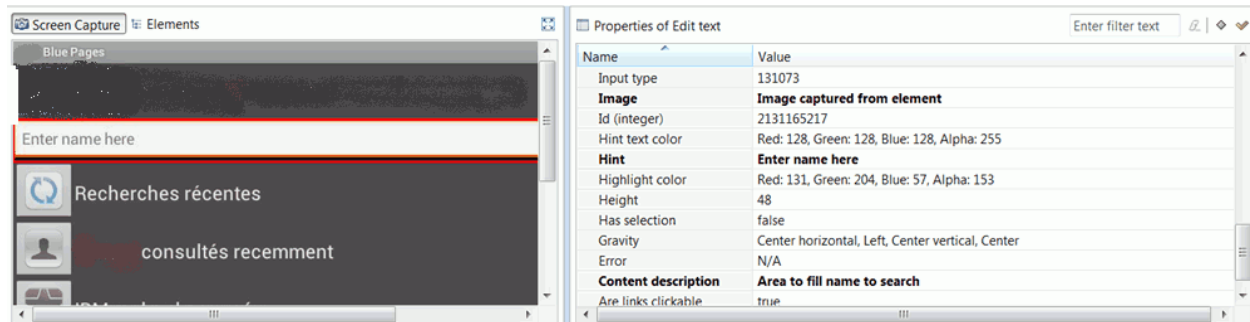 Screen Capture Elements
Blue Pages
Enter name here
Recherches récentes
consultés recemment
Properties of Edit text
Enter filter text
Name Value
Input type 131073
Image Image captured from element
Id (integer) 2131165217
Hint text color Red: 128, Green: 128, Blue: 128, Alpha: 255
Hint Enter name here
Highlight color Red: 131, Green: 204, Blue: 57, Alpha: 153
Height 48
Has selection false
Gravity Center horizontal, Left, Center vertical, Center
Error N/A
Content description Area to fill name to search
Are links clickable true